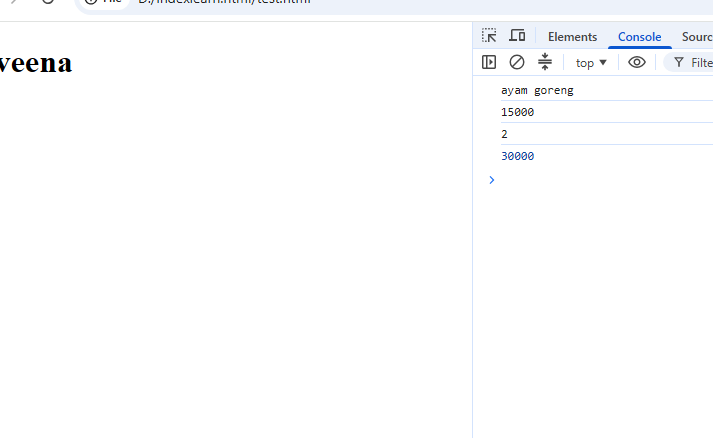 D:/indexlearn.html/test.html
veena
Elements Console Sourc
top Filte
ayam goreng
15000
2
30000